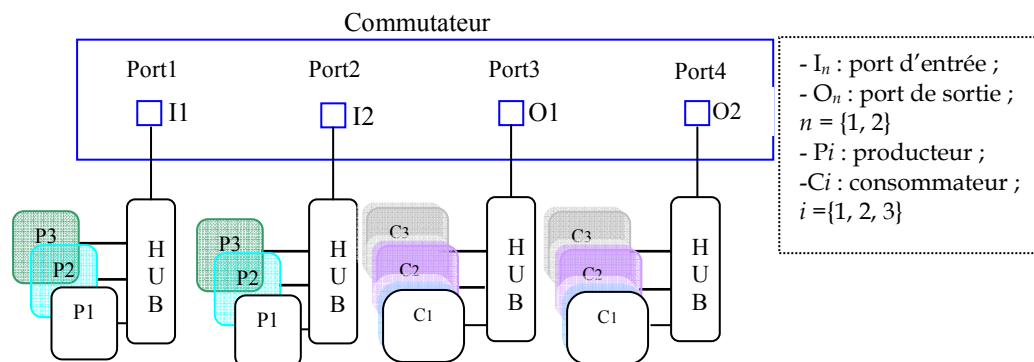 Commutateur
Port1
Port2
Port3
Port4
I1
I2
O1
O2
- In : port d'entrée ;
- On : port de sortie ;
n = {1, 2}
- Pi : producteur ;
-Ci : consommateur ;
i ={1, 2, 3}
P3
P2
P1
H
U
B
P3
P2
P1
H
U
B
C3
C2
C1
H
U
B
C3
C2
C1
H
U
B